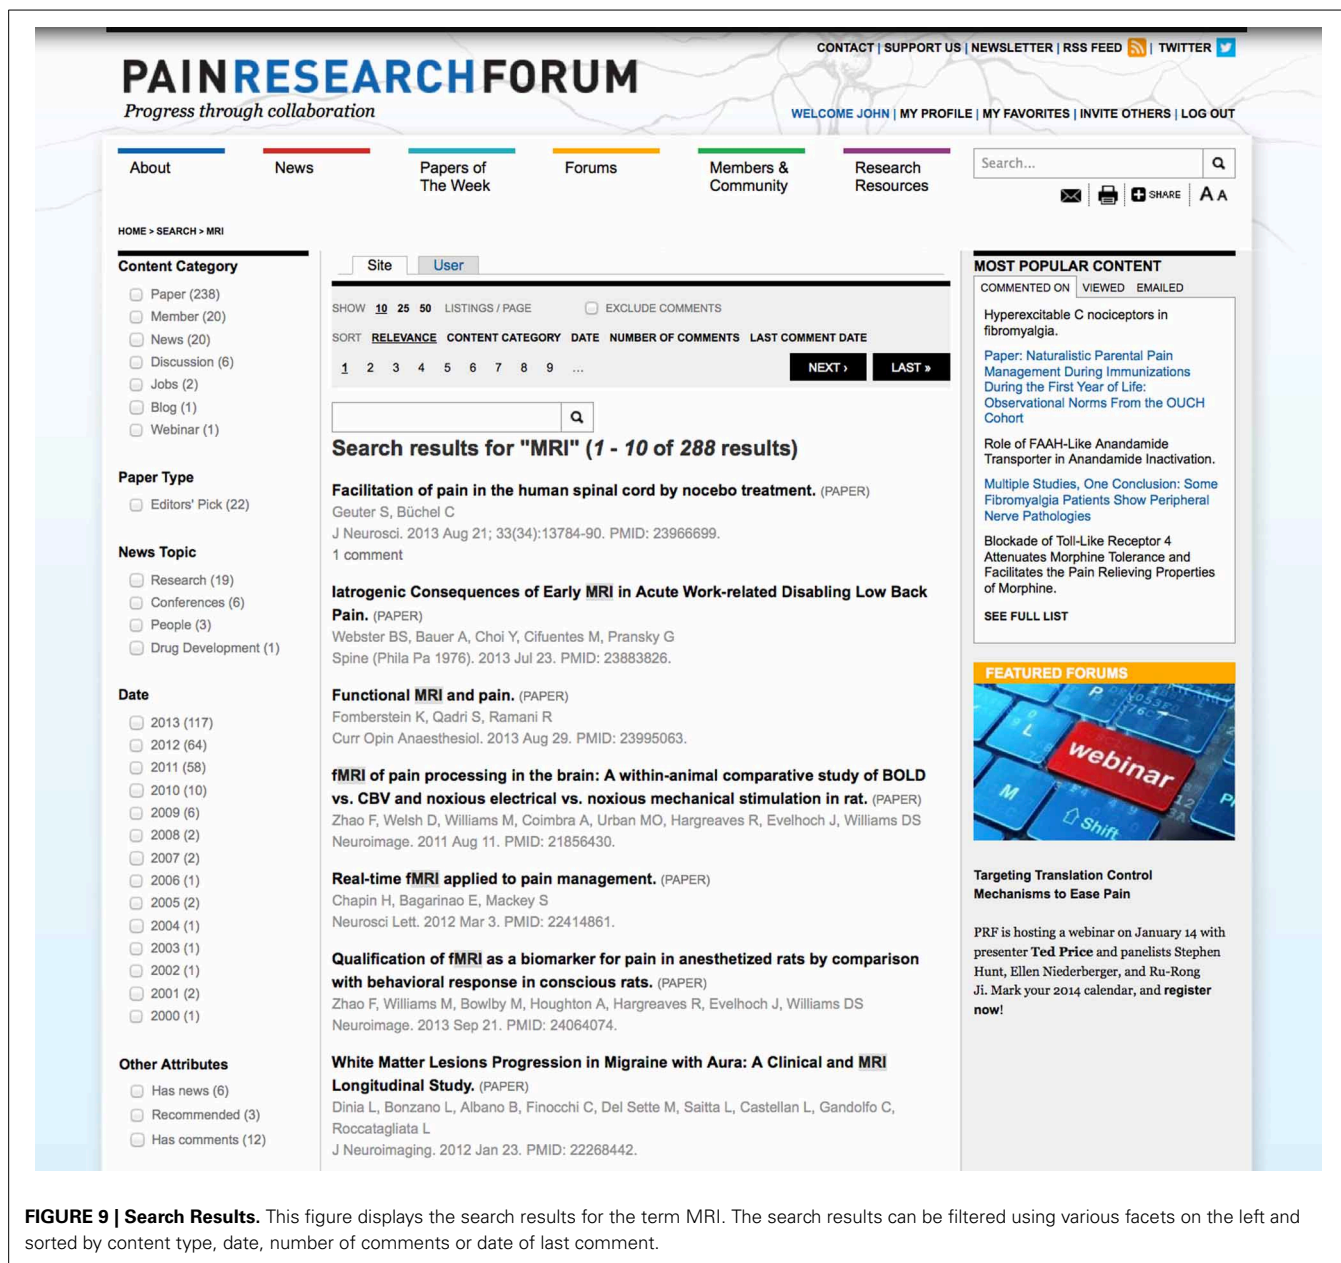 CONTACT | SUPPORT US | NEWSLETTER | RSS FEED | TWITTER
PAINRESEARCHFORUM
Progress through collaboration
WELCOME JOHN | MY PROFILE | MY FAVORITES | INVITE OTHERS | LOG OUT
About
News
Papers of
The Week
Forums
Members &
Community
Research
Resources
Search...
SHARE
A A
HOME > SEARCH > MRI
Content Category
Paper (238)
Member (20)
News (20)
Discussion (6)
Jobs (2)
Blog (1)
Webinar (1)
Paper Type
Editors' Pick (22)
News Topic
Research (19)
Conferences (6)
People (3)
Drug Development (1)
Date
2013 (117)
2012 (64)
2011 (58)
2010 (10)
2009 (6)
2008 (2)
2007 (2)
2006 (1)
2005 (2)
2004 (1)
2003 (1)
2002 (1)
2001 (2)
2000 (1)
Other Attributes
Has news (6)
Recommended (3)
Has comments (12)
Site User
SHOW 10 25 50 LISTINGS / PAGE EXCLUDE COMMENTS
SORT RELEVANCE CONTENT CATEGORY DATE NUMBER OF COMMENTS LAST COMMENT DATE
1 2 3 4 5 6 7 8 9 ... NEXT › LAST »
Search results for "MRI" (1 - 10 of 288 results)
Facilitation of pain in the human spinal cord by nocebo treatment. (PAPER)
Geuter S, Büchel C
J Neurosci. 2013 Aug 21; 33(34):13784-90. PMID: 23966699.
1 comment
Iatrogenic Consequences of Early MRI in Acute Work-related Disabling Low Back
Pain. (PAPER)
Webster BS, Bauer A, Choi Y, Cifuentes M, Pransky G
Spine (Phila Pa 1976). 2013 Jul 23. PMID: 23883826.
Functional MRI and pain. (PAPER)
Fomberstein K, Qadri S, Ramani R
Curr Opin Anaesthesiol. 2013 Aug 29. PMID: 23995063.
fMRI of pain processing in the brain: A within-animal comparative study of BOLD
vs. CBV and noxious electrical vs. noxious mechanical stimulation in rat. (PAPER)
Zhao F, Welsh D, Williams M, Coimbra A, Urban MO, Hargreaves R, Evelhoch J, Williams DS
Neuroimage. 2011 Aug 11. PMID: 21856430.
Real-time fMRI applied to pain management. (PAPER)
Chapin H, Bagarinao E, Mackey S
Neurosci Lett. 2012 Mar 3. PMID: 22414861.
Qualification of fMRI as a biomarker for pain in anesthetized rats by comparison
with behavioral response in conscious rats. (PAPER)
Zhao F, Williams M, Bowlby M, Houghton A, Hargreaves R, Evelhoch J, Williams DS
Neuroimage. 2013 Sep 21. PMID: 24064074.
White Matter Lesions Progression in Migraine with Aura: A Clinical and MRI
Longitudinal Study. (PAPER)
Dinia L, Bonzano L, Albano B, Finocchi C, Del Sette M, Saitta L, Castellan L, Gandolfo C,
Roccatagliata L
J Neuroimaging. 2012 Jan 23. PMID: 22268442.
MOST POPULAR CONTENT
COMMENTED ON VIEWED EMAILED
Hyperexcitable C nociceptors in
fibromyalgia.
Paper: Naturalistic Parental Pain
Management During Immunizations
During the First Year of Life:
Observational Norms From the OUCH
Cohort
Role of FAAH-Like Anandamide
Transporter in Anandamide Inactivation.
Multiple Studies, One Conclusion: Some
Fibromyalgia Patients Show Peripheral
Nerve Pathologies
Blockade of Toll-Like Receptor 4
Attenuates Morphine Tolerance and
Facilitates the Pain Relieving Properties
of Morphine.
SEE FULL LIST
FEATURED FORUMS
P
L
webinar
M
Shift
Targeting Translation Control
Mechanisms to Ease Pain
PRF is hosting a webinar on January 14 with
presenter Ted Price and panelists Stephen
Hunt, Ellen Niederberger, and Ru-Rong
Ji. Mark your 2014 calendar, and register
now!
FIGURE 9 | Search Results. This figure displays the search results for the term MRI. The search results can be filtered using various facets on the left and
sorted by content type, date, number of comments or date of last comment.